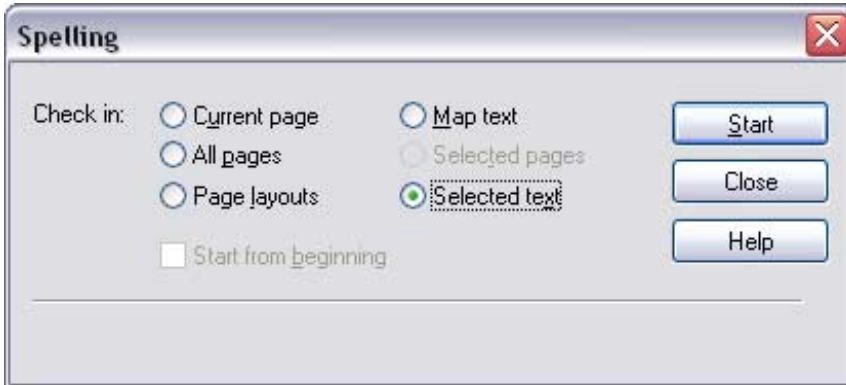 Spelling
Check in:
Current page
Map text
Start
All pages
Selected pages
Close
Page layouts
Selected text
Help
Start from beginning